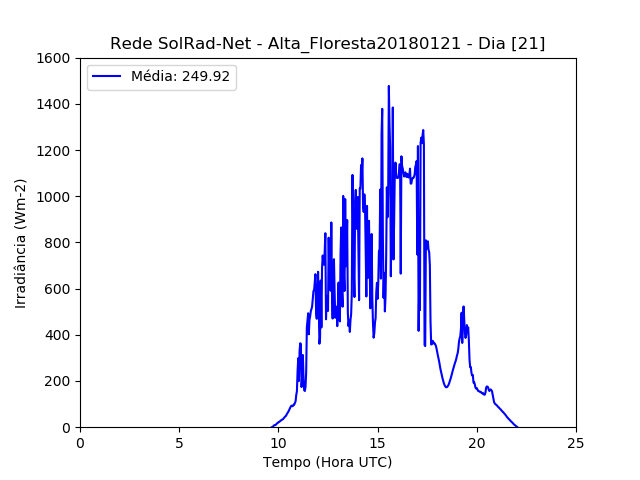 Rede SolRad-Net - Alta_Floresta20180121 - Dia [21]
Média: 249.92
Irradiância (Wm-2)
1600
1400
1200
1000
800
600
400
200
0
0 5 10 15 20 25
Tempo (Hora UTC)